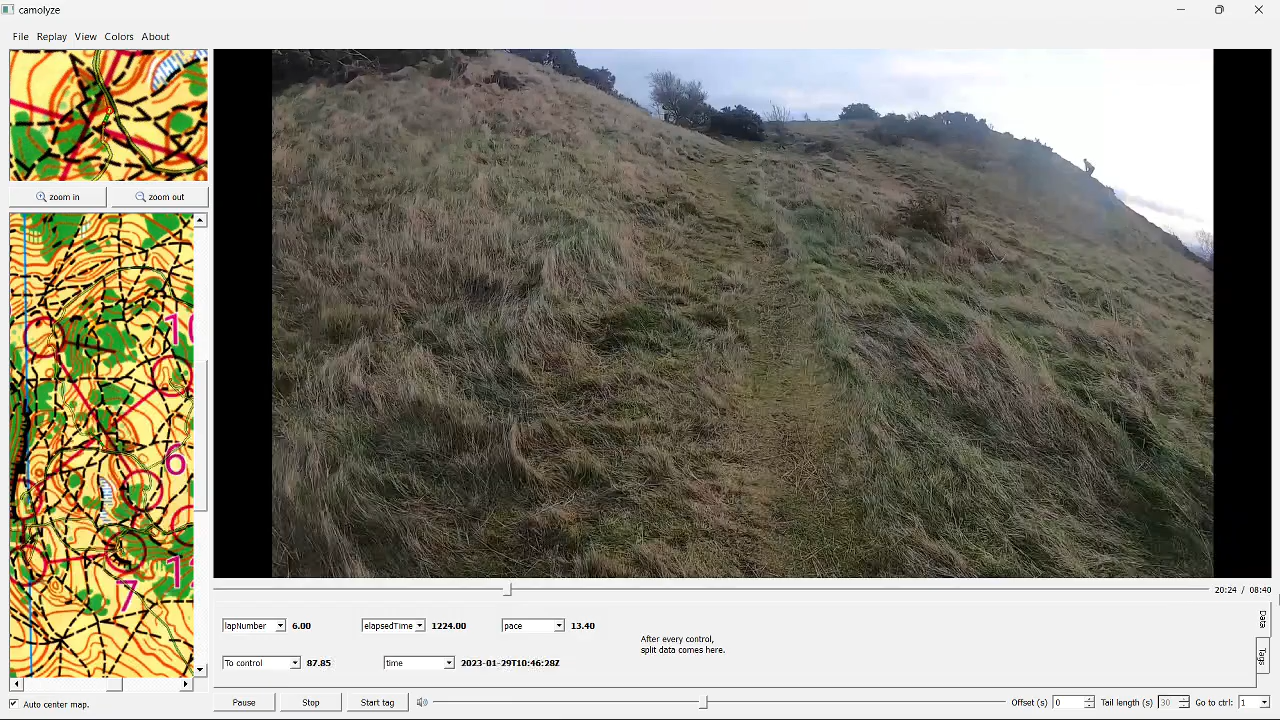 camolyze
File Replay View Colors About
zoom in zoom out
10
6
7
20:24 / 08:40
lapNumber 6.00 elapsedTime 1224.00 pace 13.40
After every control,
split data comes here.
To control 87.85 time 2023-01-29T10:46:28Z
Data
Tags
Auto center map.
Pause Stop Start tag Offset (s) 0 Tail length (s) 30 Go to ctrl: 1